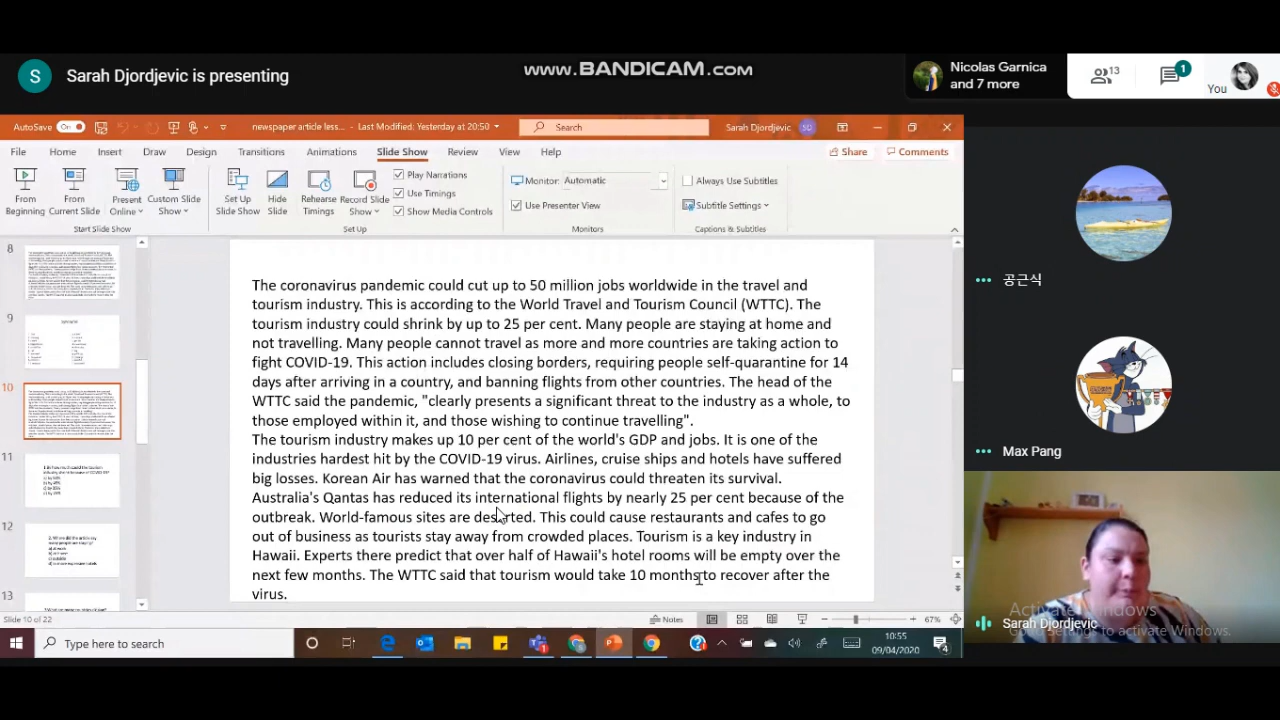 www.BANDICAM.com
S
Sarah Djordjevic is presenting
Nicolas Garnica
and 7 more
13
1
You
AutoSave On
newspaper article less... - Last Modified: Yesterday at 20:50
Search
Sarah Djordjevic SD
File Home Insert Draw Design Transitions Animations Slide Show Review View Help
Share Comments
From
Beginning
From
Current Slide
Present
Online
Custom Slide
Show
Set Up
Slide Show
Hide
Slide
Rehearse
Timings
Record Slide
Show
Play Narrations
Use Timings
Show Media Controls
Monitor: Automatic
Use Presenter View
Always Use Subtitles
Subtitle Settings
Start Slide Show
Set Up
Monitors
Captions & Subtitles
8
9
10
11
12
13
The coronavirus pandemic could cut up to 50 million jobs worldwide in the travel and
tourism industry. This is according to the World Travel and Tourism Council (WTTC). The
tourism industry could shrink by up to 25 per cent. Many people are staying at home and
not travelling. Many people cannot travel as more and more countries are taking action to
fight COVID-19. This action includes closing borders, requiring people self-quarantine for 14
days after arriving in a country, and banning flights from other countries. The head of the
WTTC said the pandemic, "clearly presents a significant threat to the industry as a whole, to
those employed within it, and those wishing to continue travelling".
The tourism industry makes up 10 per cent of the world's GDP and jobs. It is one of the
industries hardest hit by the COVID-19 virus. Airlines, cruise ships and hotels have suffered
big losses. Korean Air has warned that the coronavirus could threaten its survival.
Australia's Qantas has reduced its international flights by nearly 25 per cent because of the
outbreak. World-famous sites are deserted. This could cause restaurants and cafes to go
out of business as tourists stay away from crowded places. Tourism is a key industry in
Hawaii. Experts there predict that over half of Hawaii's hotel rooms will be empty over the
next few months. The WTTC said that tourism would take 10 months to recover after the
virus.
공근식
Max Pang
Activate Windows
Sarah Djordjevic
Go to Settings to activate Windows.
Slide 10 of 22
Notes
67%
Type here to search
10:55
09/04/2020
4